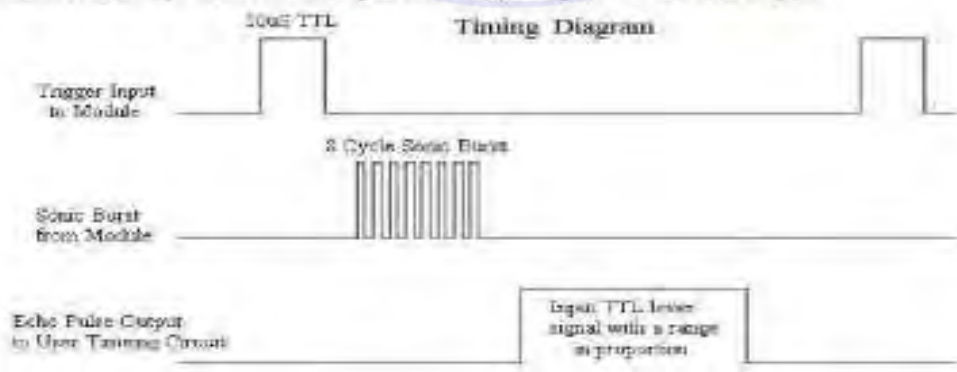 10uS TTL
Timing Diagram
Trigger Input
to Module
8 Cycle Sonic Burst
Sonic Burst
from Module
Echo Pulse Output
to User Timing Circuit
Input TTL lever
signal with a range
in proportion